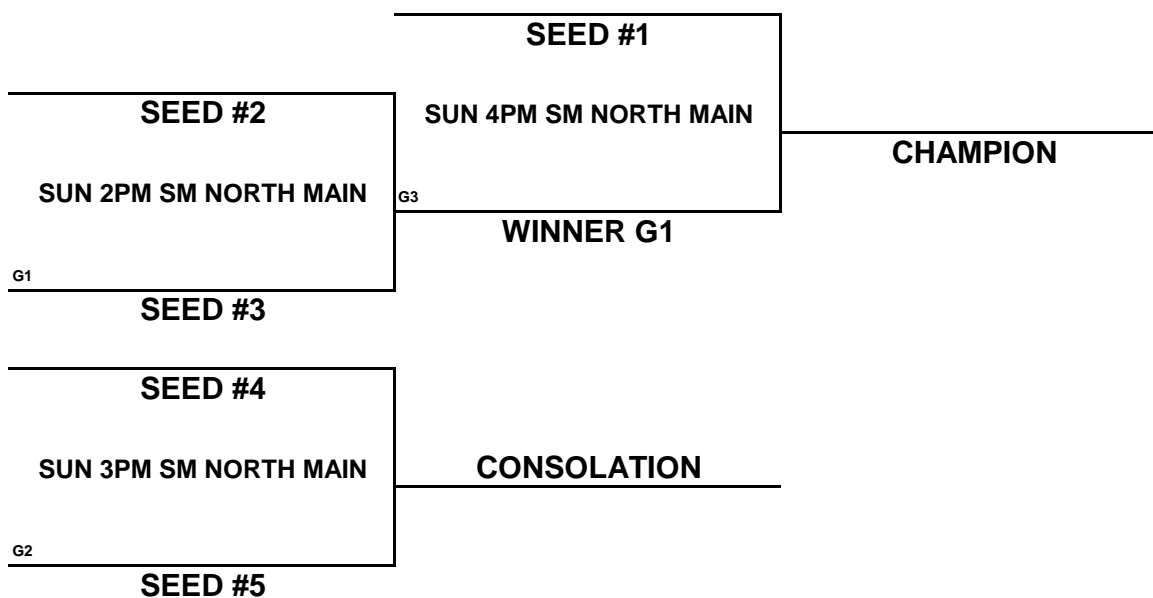 SEED #1
SEED #2
SUN 4PM SM NORTH MAIN
CHAMPION
SUN 2PM SM NORTH MAIN
G3
WINNER G1
G1
SEED #3
SEED #4
SUN 3PM SM NORTH MAIN
CONSOLATION
G2
SEED #5